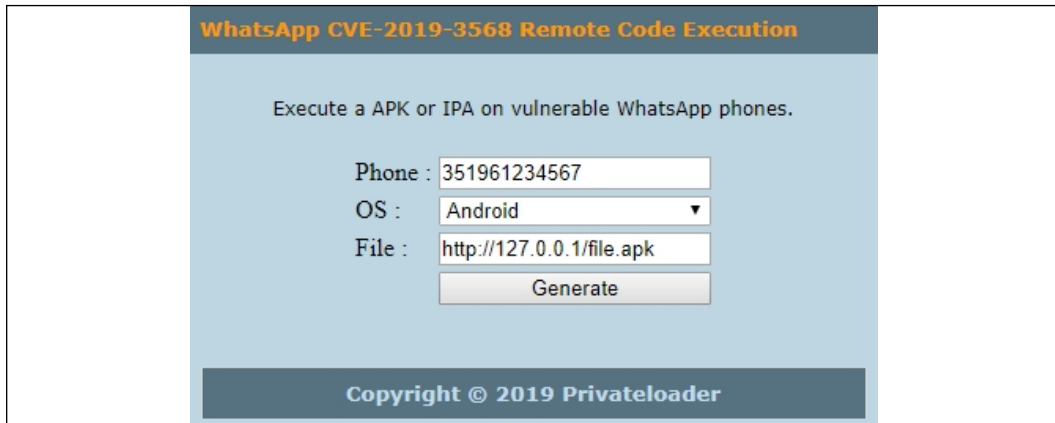 WhatsApp CVE-2019-3568 Remote Code Execution
Execute a APK or IPA on vulnerable WhatsApp phones.
Phone : 351961234567
OS : Android
File : http://127.0.0.1/file.apk
Generate
Copyright © 2019 Privateloader